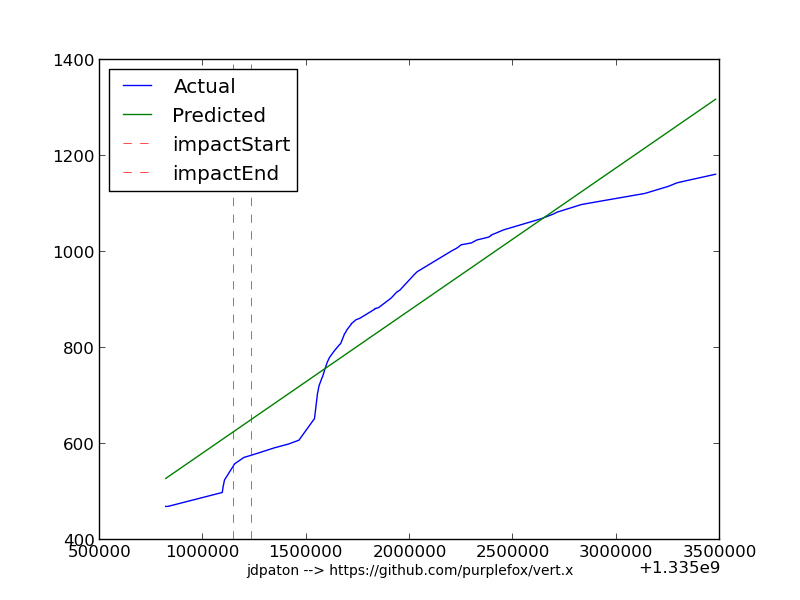 1400
1200
1000
800
600
400
Actual
Predicted
impactStart
impactEnd
500000 1000000 1500000 2000000 2500000 3000000 3500000
+1.335e9
jdpaton --> https://github.com/purplefox/vert.x